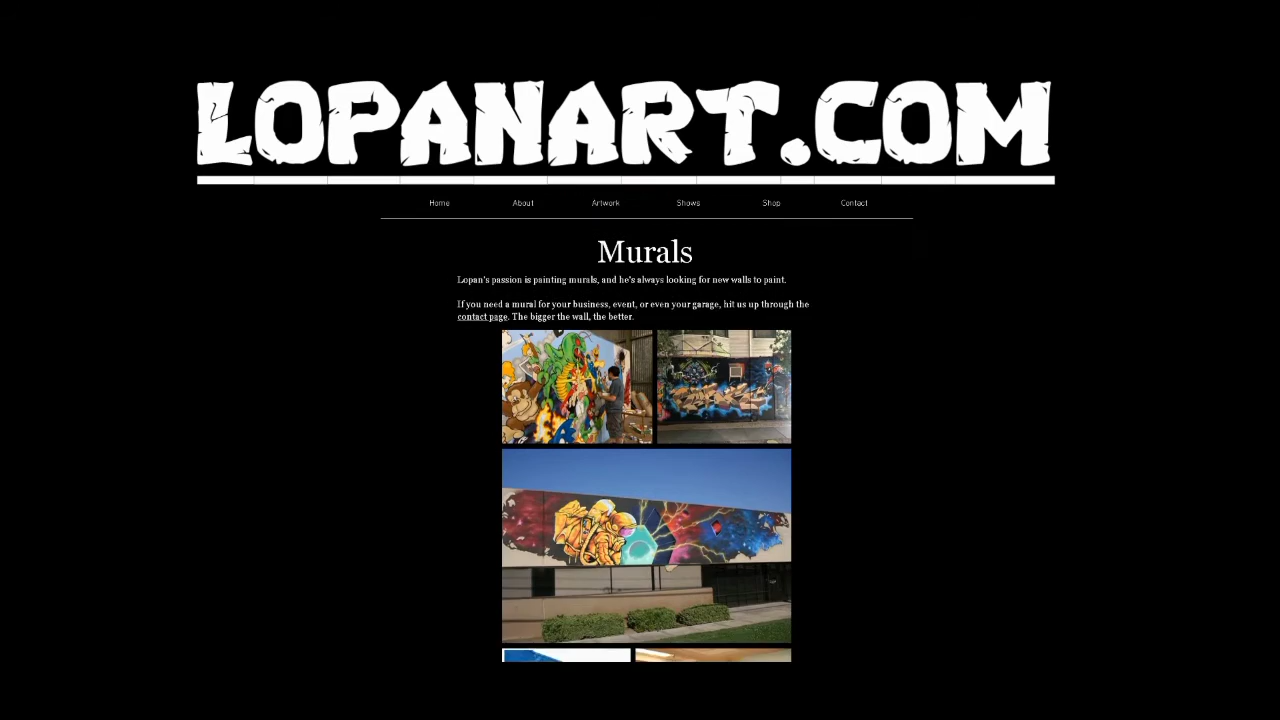 LOPANART.COM
Home About Artwork Shows Shop Contact
Murals
Lopan's passion is painting murals, and he's always looking for new walls to paint.
If you need a mural for your business, event, or even your garage, hit us up through the
contact page. The bigger the wall, the better.